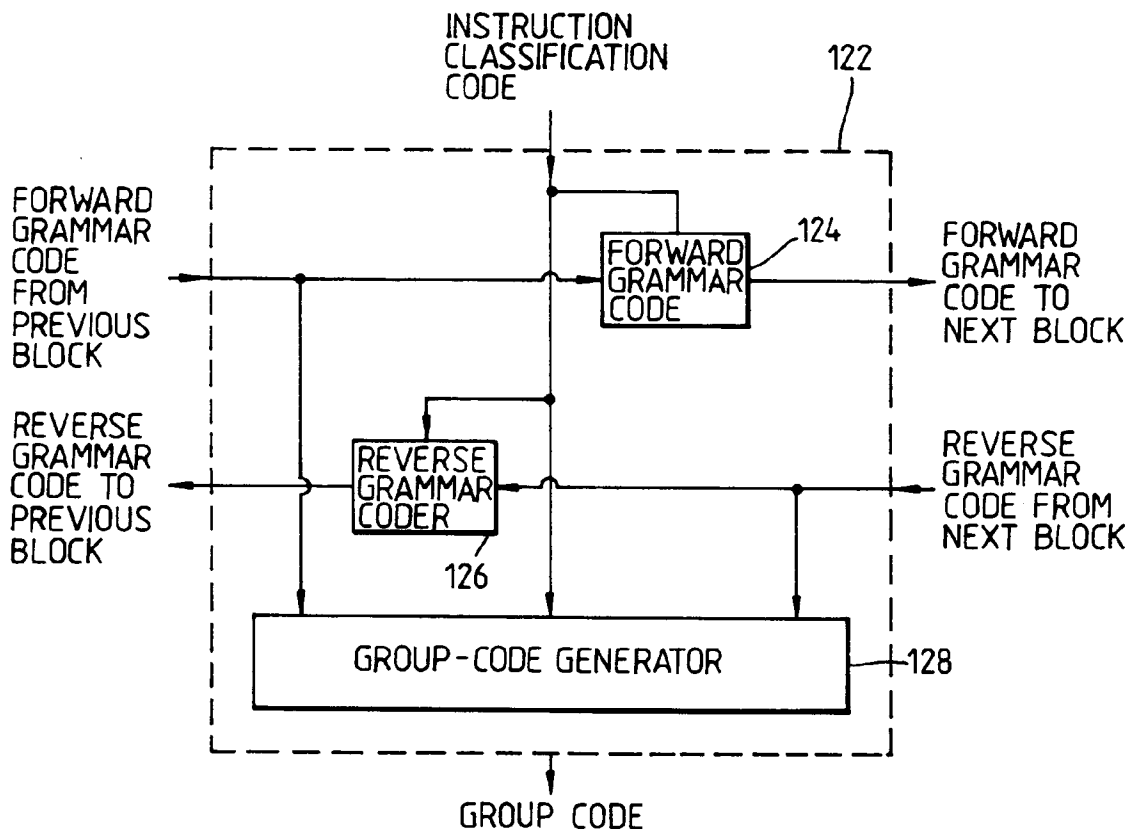 INSTRUCTION
CLASSIFICATION
CODE
122
FORWARD
GRAMMAR
CODE
FROM
PREVIOUS
BLOCK
FORWARD
GRAMMAR
CODE
124
FORWARD
GRAMMAR
CODE TO
NEXT BLOCK
REVERSE
GRAMMAR
CODE TO
PREVIOUS
BLOCK
REVERSE
GRAMMAR
CODER
126
REVERSE
GRAMMAR
CODE FROM
NEXT BLOCK
GROUP-CODE GENERATOR
128
GROUP CODE